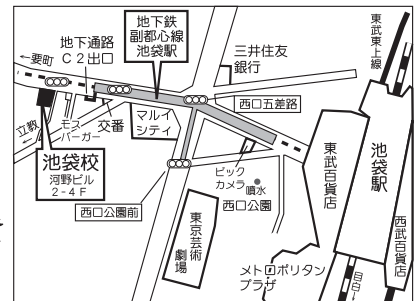 ←要町
地下通路
C2出口
地下鉄
副都心線
池袋駅
三井住友
銀行
東武東上線
西口五差路
立教
モス
バーガー
交番
マルイ
シティ
池袋校
河野ビル
2-4F
ビック
カメラ
噴水
西口公園
西口公園前
東京芸術
劇場
東武百貨店
池袋駅
西武百貨店
メトロポリタン
プラザ
目白